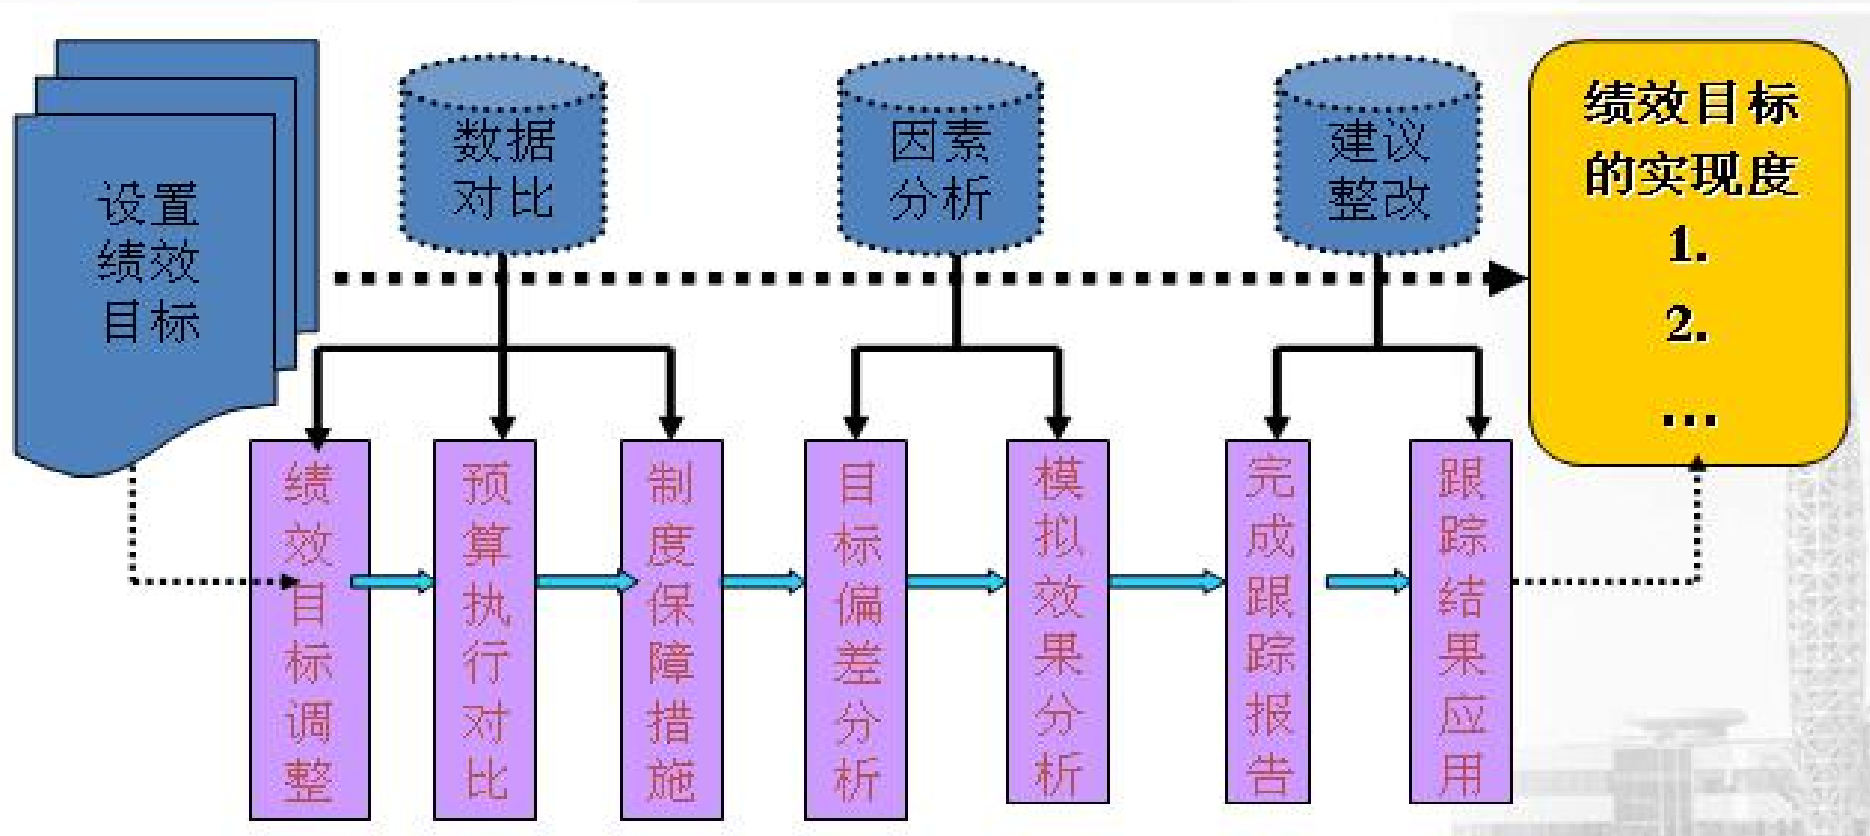 设置
绩效
目标
数据
对比
因素
分析
建议
整改
绩效目标
的实现度
1.
2.
...
绩效目标调整
预算执行对比
制度保障措施
目标偏差分析
模拟效果分析
完成跟踪报告
跟踪结果应用